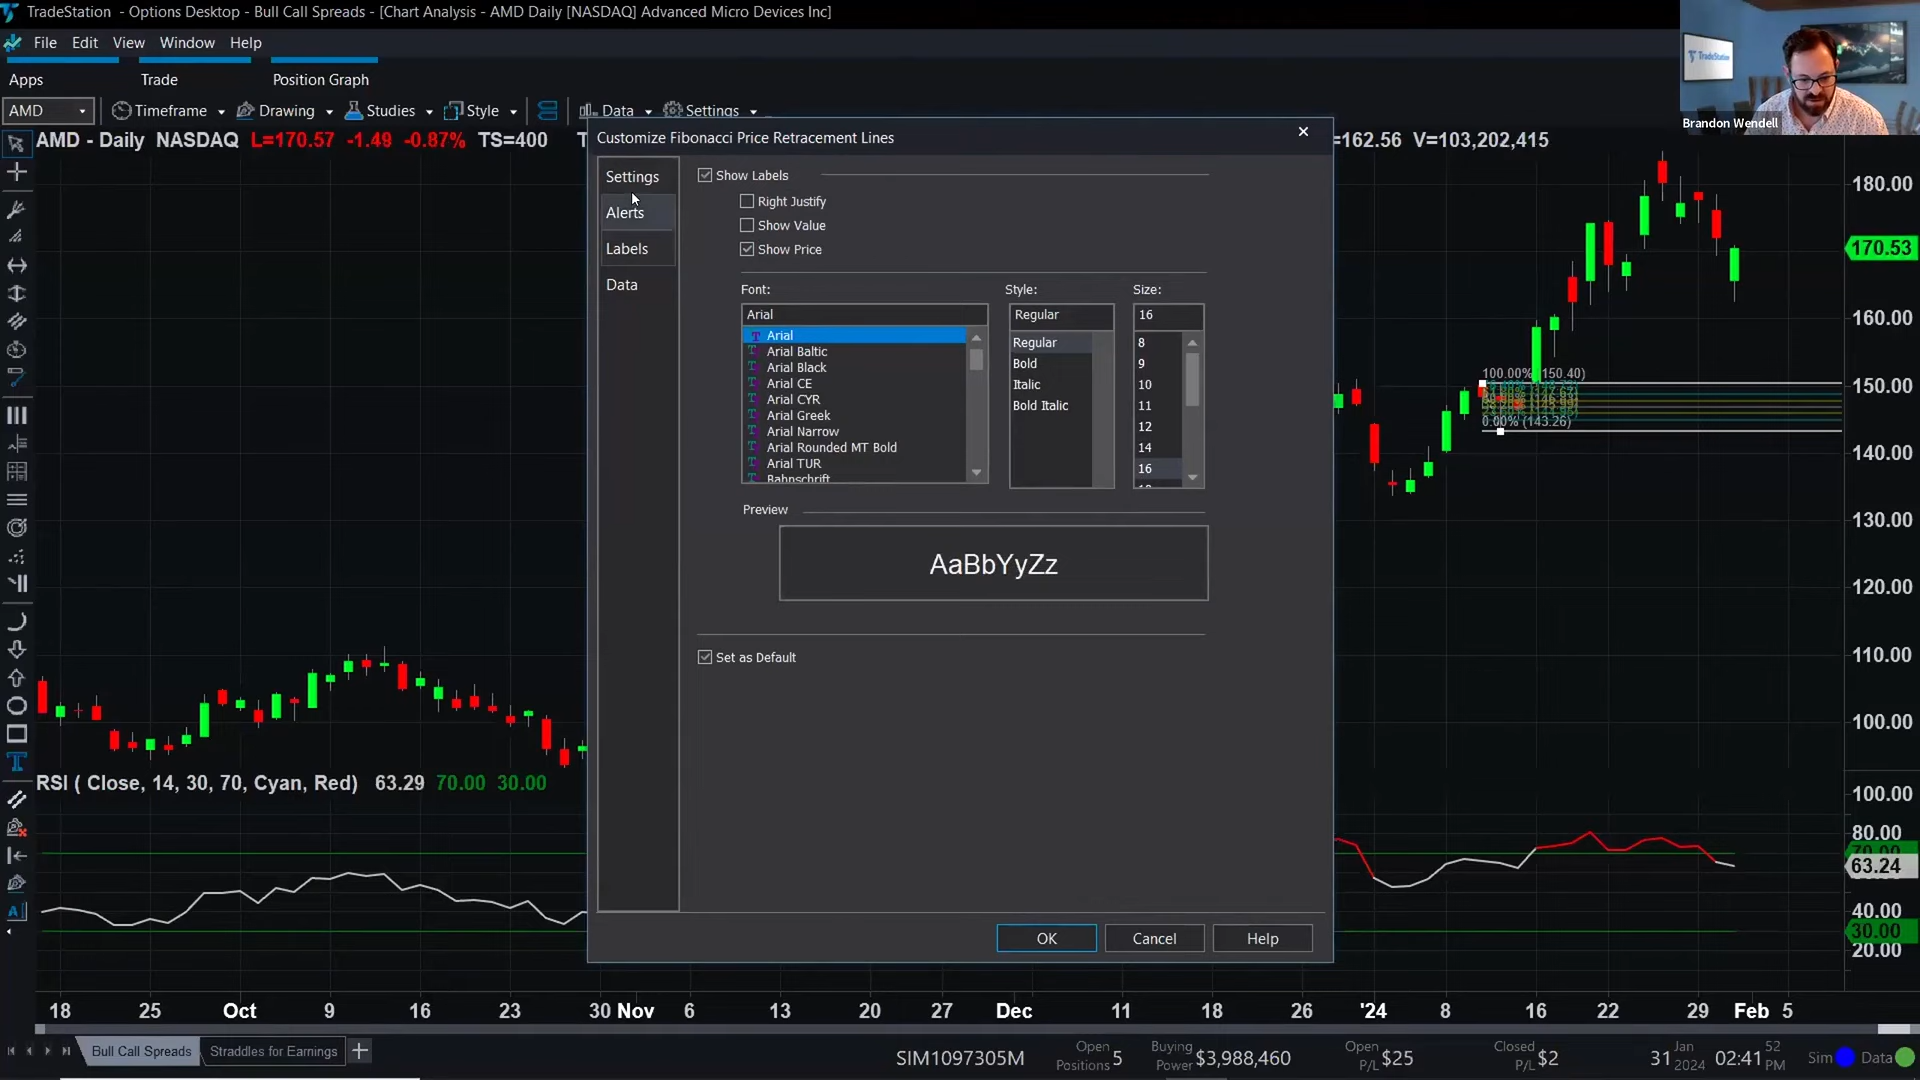 TradeStation - Options Desktop - Bull Call Spreads - [Chart Analysis - AMD Daily [NASDAQ] Advanced Micro Devices Inc]
File Edit View Window Help
Apps Trade Position Graph
AMD Timeframe Drawing Studies Style Data Settings
TradeStation
Brandon Wendell
AMD - Daily NASDAQ L=170.57 -1.49 -0.87% TS=400
=162.56 V=103,202,415
Customize Fibonacci Price Retracement Lines
Settings
Alerts
Labels
Data
Show Labels
Right Justify
Show Value
Show Price
Font: Style: Size:
Arial Regular 16
Arial
Arial Baltic
Arial Black
Arial CE
Arial CYR
Arial Greek
Arial Narrow
Arial Rounded MT Bold
Arial TUR
Bahnschrift
Regular
Bold
Italic
Bold Italic
8
9
10
11
12
14
16
Preview
AaBbYyZz
Set as Default
OK Cancel Help
100.00% (150.40)
0.00% (143.26)
180.00
170.53
160.00
150.00
140.00
130.00
120.00
110.00
100.00
RSI ( Close, 14, 30, 70, Cyan, Red) 63.29 70.00 30.00
100.00
80.00
70.00
63.24
40.00
30.00
20.00
18 25 Oct 9 16 23 30 Nov 6 13 20 27 Dec 11 18 26 '24 8 16 22 29 Feb 5
Bull Call Spreads Straddles for Earnings
SIM1097305M Open Positions 5 Buying Power $3,988,460 Open P/L $25 Closed P/L $2 31 Jan 2024 02:41 52 PM Sim Data